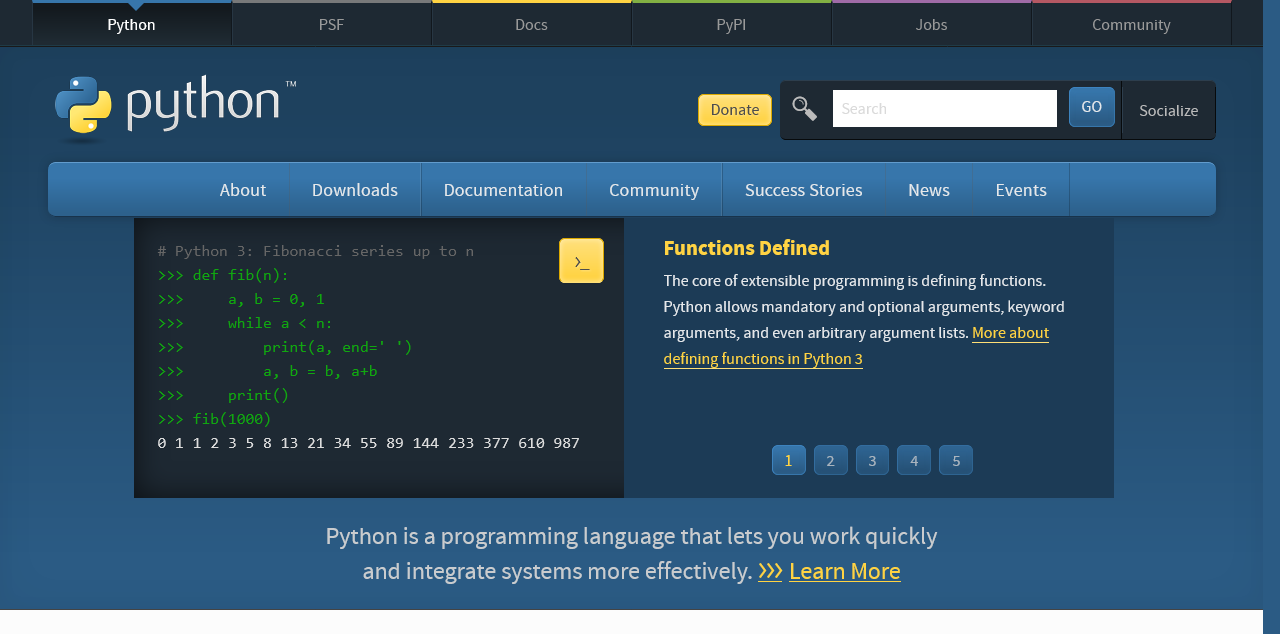 Python
PSF
Docs
PyPI
Jobs
Community
python™
Donate
Search
GO
Socialize
About
Downloads
Documentation
Community
Success Stories
News
Events
# Python 3: Fibonacci series up to n
>>> def fib(n):
>>>     a, b = 0, 1
>>>     while a < n:
>>>         print(a, end=' ')
>>>         a, b = b, a+b
>>>     print()
>>> fib(1000)
0 1 1 2 3 5 8 13 21 34 55 89 144 233 377 610 987
>_
Functions Defined
The core of extensible programming is defining functions.
Python allows mandatory and optional arguments, keyword
arguments, and even arbitrary argument lists. More about
defining functions in Python 3
1
2
3
4
5
Python is a programming language that lets you work quickly
and integrate systems more effectively. >>> Learn More